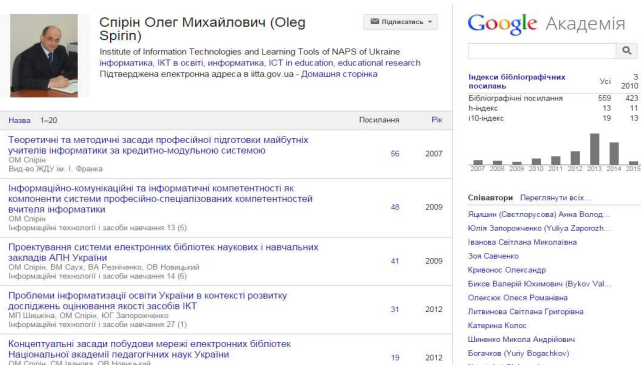 Спірін Олег Михайлович (Oleg
Spirin)
Підписатись
Institute of Information Technologies and Learning Tools of NAPS of Ukraine
інформатика, ІКТ в освіті, информатика, ICT in education, educational research
Підтверджена електронна адреса в iitta.gov.ua - Домашня сторінка
Назва 1–20 Посилання Рік
Теоретичні та методичні засади професійної підготовки майбутніх
учителів інформатики за кредитно-модульною системою
56 2007
ОМ Спірін
Вид-во ЖДУ ім. І. Франка
Інформаційно-комунікаційні та інформатичні компетентності як
компоненти системи професійно-спеціалізованих компетентностей
вчителя інформатики
48 2009
ОМ Спірін
Інформаційні технології і засоби навчання 13 (5)
Проектування системи електронних бібліотек наукових і навчальних
закладів АПН України
41 2009
ОМ Спірін, ВМ Саух, ВА Резніченко, ОВ Новицький
Інформаційні технології і засоби навчання 14 (6)
Проблеми інформатизації освіти України в контексті розвитку
досліджень оцінювання якості засобів ІКТ
31 2012
МП Шишкіна, ОМ Спірін, ЮГ Запорожченко
Інформаційні технології і засоби навчання 27 (1)
Концептуальні засади побудови мережі електронних бібліотек
Національної академії педагогічних наук України
19 2012
ОМ Спірін, СМ Іванова, ОВ Новицький
Google Академія
Індекси бібліографічних
посилань
Усі З
2010
Бібліографічні посилання 559 423
h-індекс 13 11
i10-індекс 19 13
2007 2008 2009 2010 2011 2012 2013 2014 2015
Співавтори Переглянути всіх…
Яцишин (Свєтлорусова) Анна Волод…
Юлія Запорожченко (Yuliya Zaporozh…
Іванова Світлана Миколаївна
Зоя Савченко
Кривонос Олександр
Биков Валерій Юхимович (Bykov Val…
Олексюк Олеся Романівна
Литвинова Світлана Григорівна
Катерина Колос
Шиненко Микола Андрійович
Богачков (Yuriy Bogachkov)